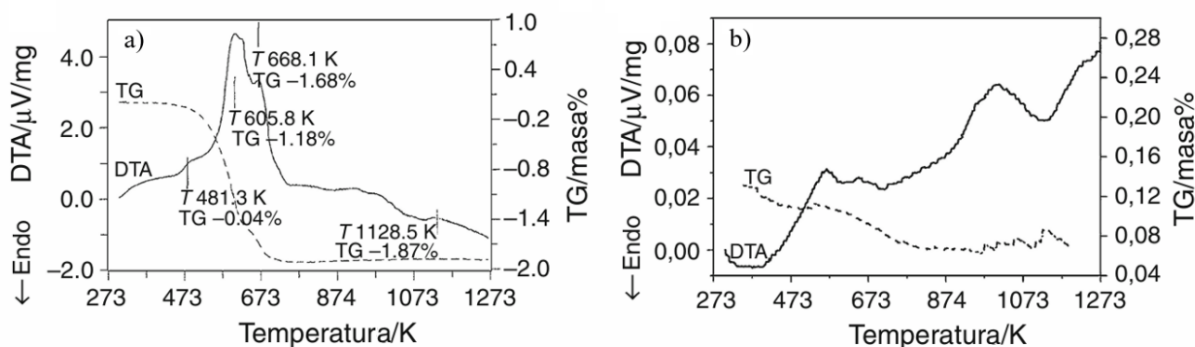 a)
DTA/µV/mg
← Endo
4.0
2.0
0.0
−2.0
TG
DTA
T 668.1 K
TG −1.68%
T 605.8 K
TG −1.18%
T 481.3 K
TG −0.04%
T 1128.5 K
TG −1.87%
1.0
0.4
−0.2
−0.8
−1.4
−2.0
TG/masa%
273 473 673 874 1073 1273
Temperatura/K
b)
DTA/µV/mg
← Endo
0,08
0,06
0,04
0,02
0,00
TG
DTA
0,28
0,24
0,20
0,16
0,12
0,08
0,04
TG/masa%
273 473 673 874 1073 1273
Temperatura/K